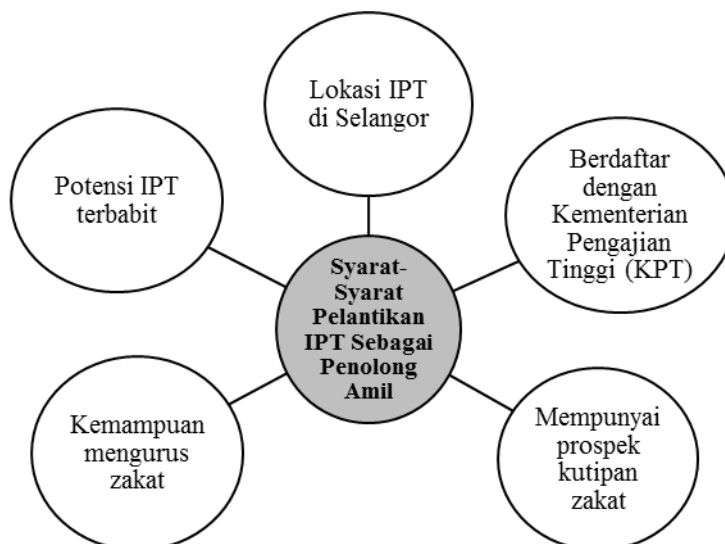 Lokasi IPT
di Selangor
Berdaftar
dengan
Kementerian
Pengajian
Tinggi (KPT)
Mempunyai
prospek
kutipan
zakat
Kemampuan
mengurus
zakat
Potensi IPT
terbabit
Syarat-
Syarat
Pelantikan
IPT Sebagai
Penolong
Amil